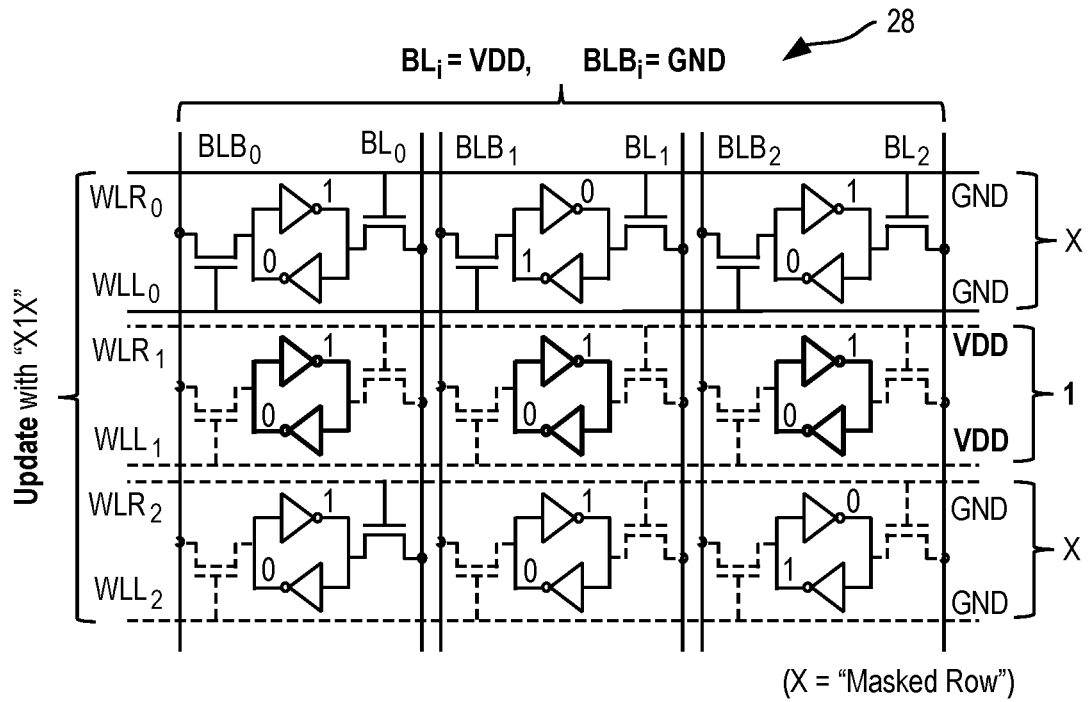 28
BLi = VDD, BLBi = GND
BLB0 BL0 BLB1 BL1 BLB2 BL2
WLR0 1 0 1 GND
X
WLL0 0 1 0 GND
WLR1 1 1 1 VDD
1
WLL1 0 0 0 VDD
WLR2 1 1 0 GND
X
WLL2 0 0 1 GND
Update with “X1X”
(X = “Masked Row”)